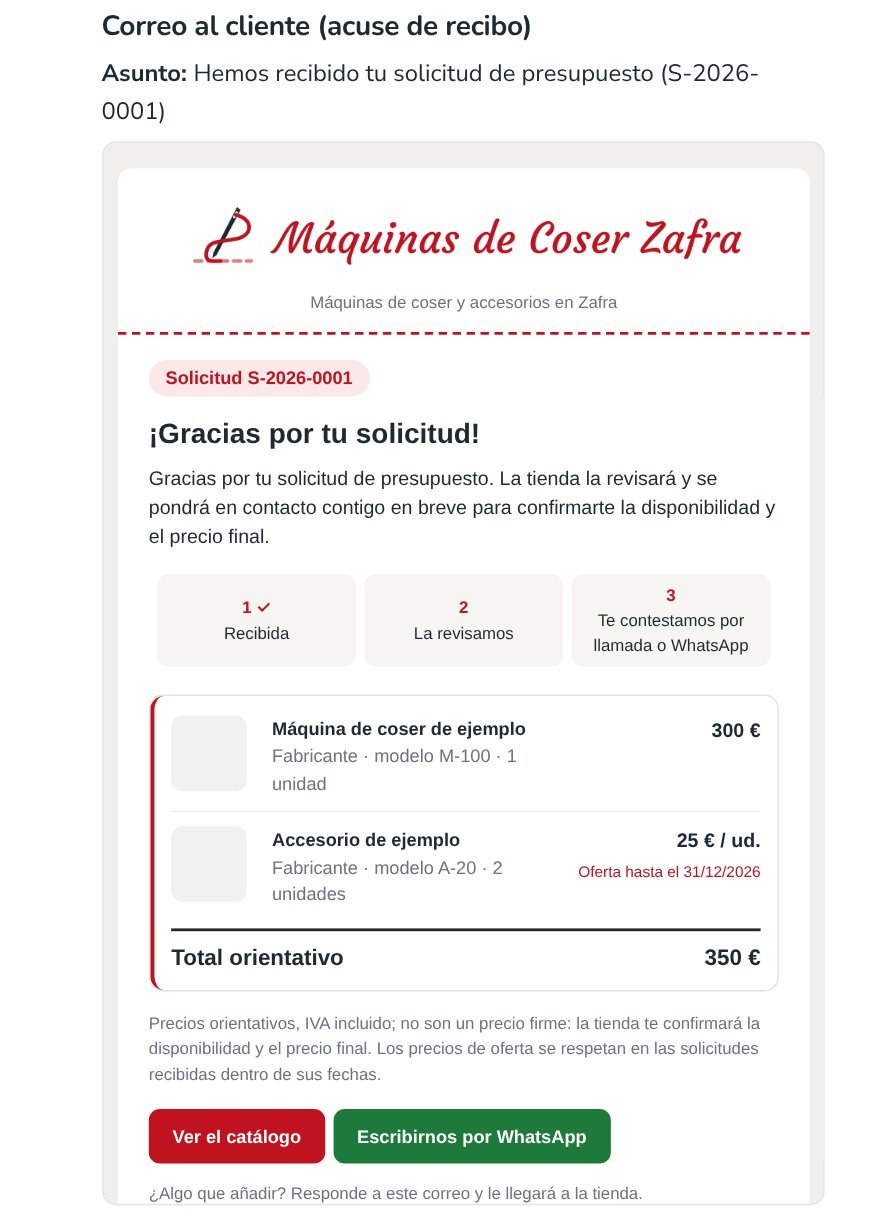 Correo al cliente (acuse de recibo)
Asunto: Hemos recibido tu solicitud de presupuesto (S-2026-
0001)
Máquinas de Coser Zafra
Máquinas de coser y accesorios en Zafra
Solicitud S-2026-0001
¡Gracias por tu solicitud!
Gracias por tu solicitud de presupuesto. La tienda la revisará y se
pondrá en contacto contigo en breve para confirmarte la disponibilidad y
el precio final.
1 ✓
Recibida
2
La revisamos
3
Te contestamos por
llamada o WhatsApp
Máquina de coser de ejemplo
300 €
Fabricante · modelo M-100 · 1
unidad
Accesorio de ejemplo
25 € / ud.
Fabricante · modelo A-20 · 2
unidades
Oferta hasta el 31/12/2026
Total orientativo
350 €
Precios orientativos, IVA incluido; no son un precio firme: la tienda te confirmará la
disponibilidad y el precio final. Los precios de oferta se respetan en las solicitudes
recibidas dentro de sus fechas.
Ver el catálogo
Escribirnos por WhatsApp
¿Algo que añadir? Responde a este correo y le llegará a la tienda.